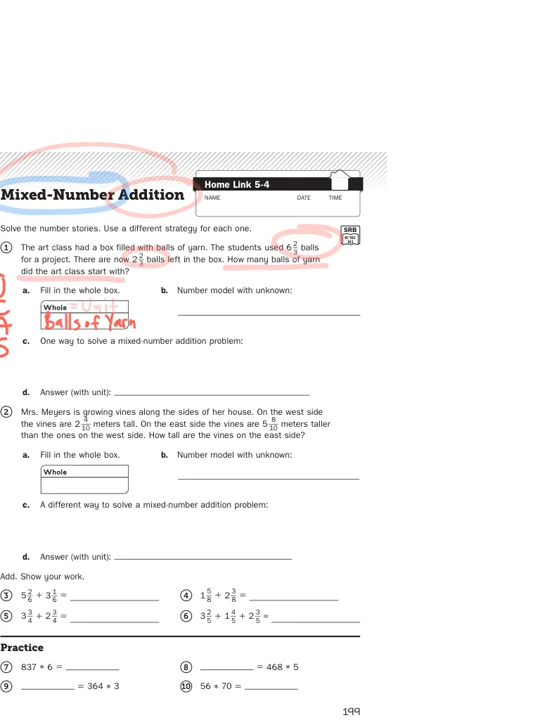 Mixed-Number Addition
Home Link 5-4
NAME DATE TIME
Solve the number stories. Use a different strategy for each one.
SRB
1 The art class had a box filled with balls of yarn. The students used 6 2/3 balls
for a project. There are now 2 2/3 balls left in the box. How many balls of yarn
did the art class start with?
a. Fill in the whole box. b. Number model with unknown:
Whole = Unit
Balls of Yarn
c. One way to solve a mixed-number addition problem:
d. Answer (with unit):
2 Mrs. Meyers is growing vines along the sides of her house. On the west side
the vines are 2 4/10 meters tall. On the east side the vines are 5 8/10 meters taller
than the ones on the west side. How tall are the vines on the east side?
a. Fill in the whole box. b. Number model with unknown:
Whole
c. A different way to solve a mixed-number addition problem:
d. Answer (with unit):
Add. Show your work.
3 5 2/6 + 3 1/6 = 4 1 5/8 + 2 3/8 =
5 3 3/4 + 2 3/4 = 6 3 2/5 + 1 4/5 + 2 3/5 =
Practice
7 837 * 6 = 8 = 468 * 5
9 = 364 * 3 10 56 * 70 =
199